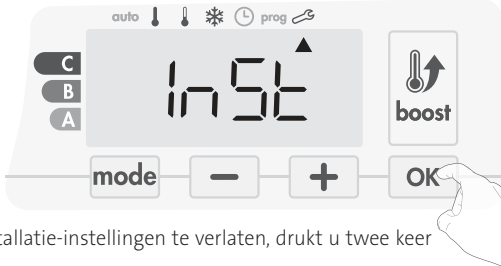 auto prog
C
B
A
InSt
boost
mode - + OK
tallatie-instellingen te verlaten, drukt u twee keer